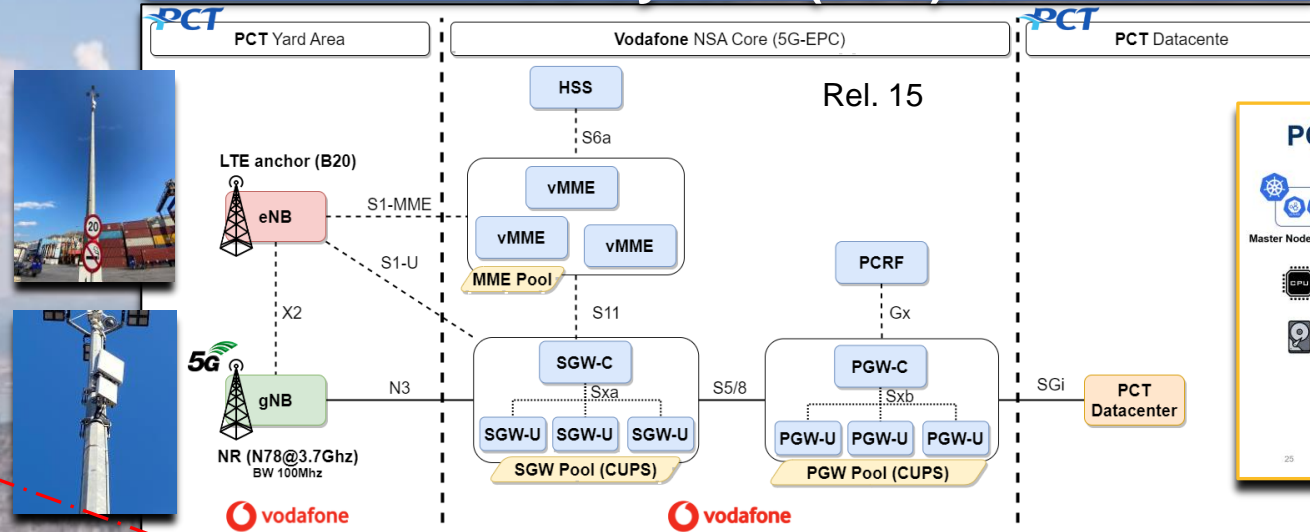 PCT
PCT
PCT Yard Area
Vodafone NSA Core (5G-EPC)
PCT Datacente
HSS
Rel. 15
S6a
LTE anchor (B20)
vMME
eNB
S1-MME
vMME
vMME
S1-U
MME Pool
PCRF
20
X2
S11
Gx
5G
SGW-C
PGW-C
gNB
N3
Sxa
S5/8
Sxb
SGi
PCT
Datacenter
SGW-U
SGW-U
SGW-U
PGW-U
PGW-U
PGW-U
NR (N78@3.7Ghz)
BW 100Mhz
SGW Pool (CUPS)
PGW Pool (CUPS)
vodafone
vodafone
Master Node
CPU
25